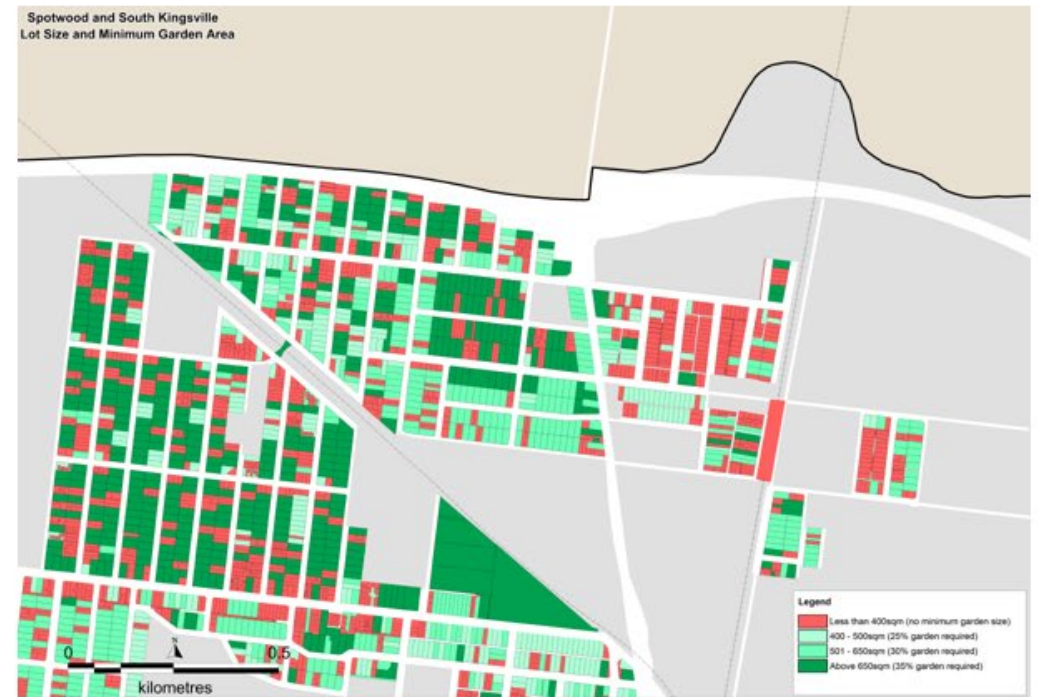 Spotwood and South Kingsville
Lot Size and Minimum Garden Area
Legend
Less than 400sqm (no minimum garden size)
400 - 500sqm (25% garden required)
501 - 650sqm (30% garden required)
Above 650sqm (35% garden required)
N
0 0.5
kilometres